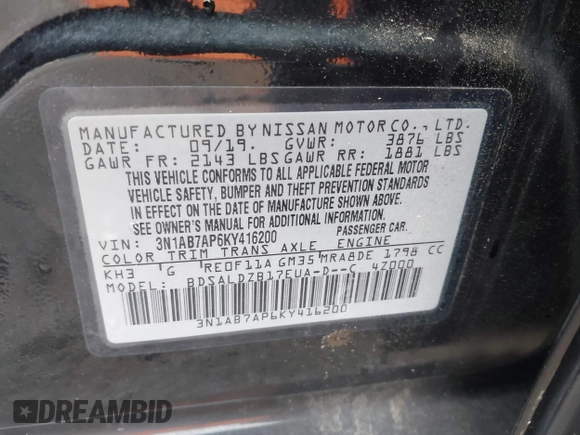 MANUFACTURED BY NISSAN MOTOR CO., LTD.
DATE: 09/19. GVWR: 3876 LBS
GAWR FR: 2143 LBS GAWR RR: 1881 LBS
THIS VEHICLE CONFORMS TO ALL APPLICABLE FEDERAL MOTOR
VEHICLE SAFETY, BUMPER AND THEFT PREVENTION STANDARDS
IN EFFECT ON THE DATE OF MANUFACTURE SHOWN ABOVE.
SEE OWNER'S MANUAL FOR ADDITIONAL INFORMATION.
VIN: 3N1AB7AP6KY416200 PASSENGER CAR.
COLOR TRIM TRANS AXLE ENGINE
KH3 G RE0F11A GM35 MRA8DE 1798 CC
MODEL: BDSALDZB17EUA-D--C 4Z000
3N1AB7AP6KY416200
DREAMBID